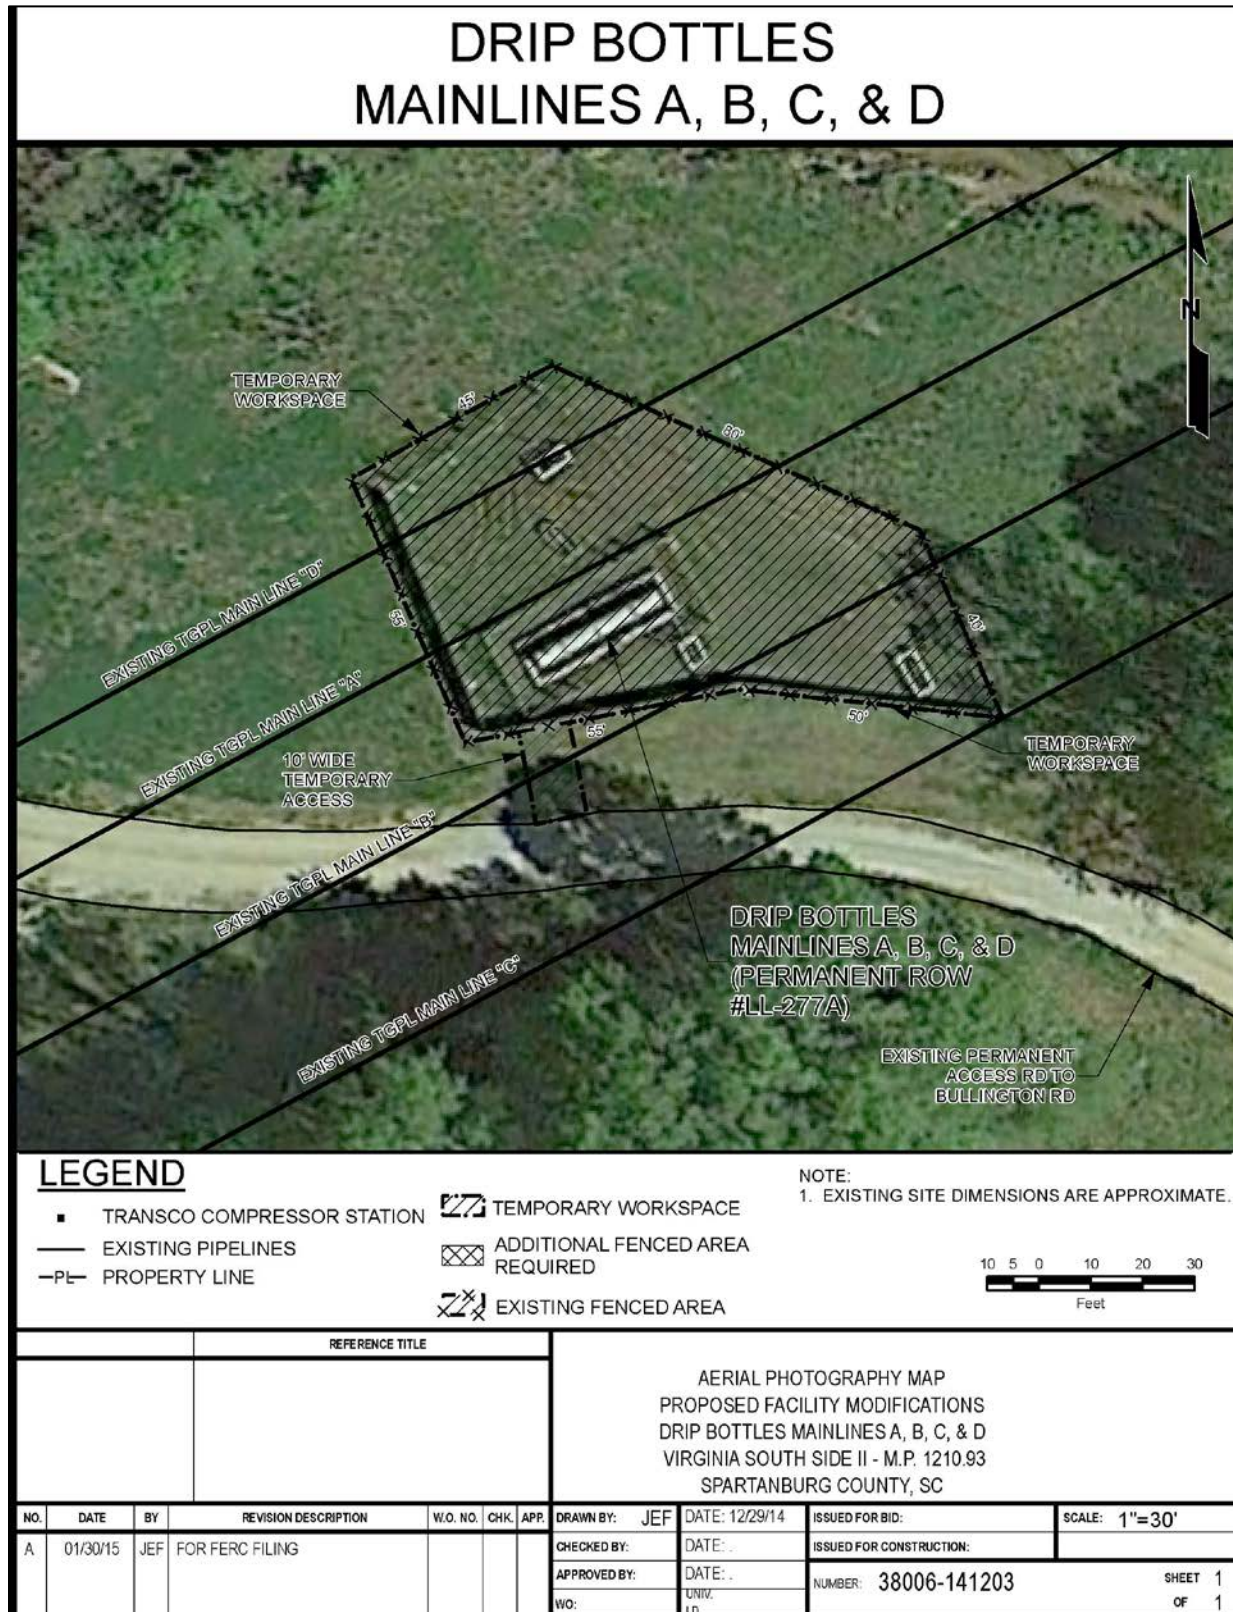 DRIP BOTTLES
MAINLINES A, B, C, & D
N
TEMPORARY
WORKSPACE
45'
80'
EXISTING TGPL MAIN LINE "D"
55'
40'
EXISTING TGPL MAIN LINE "A"
55'
50'
TEMPORARY
WORKSPACE
10' WIDE
TEMPORARY
ACCESS
EXISTING TGPL MAIN LINE "B"
DRIP BOTTLES
MAINLINES A, B, C, & D
(PERMANENT ROW
#LL-277A)
EXISTING TGPL MAIN LINE "C"
EXISTING PERMANENT
ACCESS RD TO
BULLINGTON RD
LEGEND
TRANSCO COMPRESSOR STATION
EXISTING PIPELINES
PL PROPERTY LINE
TEMPORARY WORKSPACE
ADDITIONAL FENCED AREA
REQUIRED
EXISTING FENCED AREA
NOTE:
1. EXISTING SITE DIMENSIONS ARE APPROXIMATE.
10 5 0 10 20 30
Feet
REFERENCE TITLE
AERIAL PHOTOGRAPHY MAP
PROPOSED FACILITY MODIFICATIONS
DRIP BOTTLES MAINLINES A, B, C, & D
VIRGINIA SOUTH SIDE II - M.P. 1210.93
SPARTANBURG COUNTY, SC
NO. DATE BY REVISION DESCRIPTION W.O. NO. CHK. APP.
A 01/30/15 JEF FOR FERC FILING
DRAWN BY: JEF DATE: 12/29/14 ISSUED FOR BID: SCALE: 1"=30'
CHECKED BY: DATE: . ISSUED FOR CONSTRUCTION:
APPROVED BY: DATE: . NUMBER: 38006-141203 SHEET 1
OF 1
WO: UNIV.